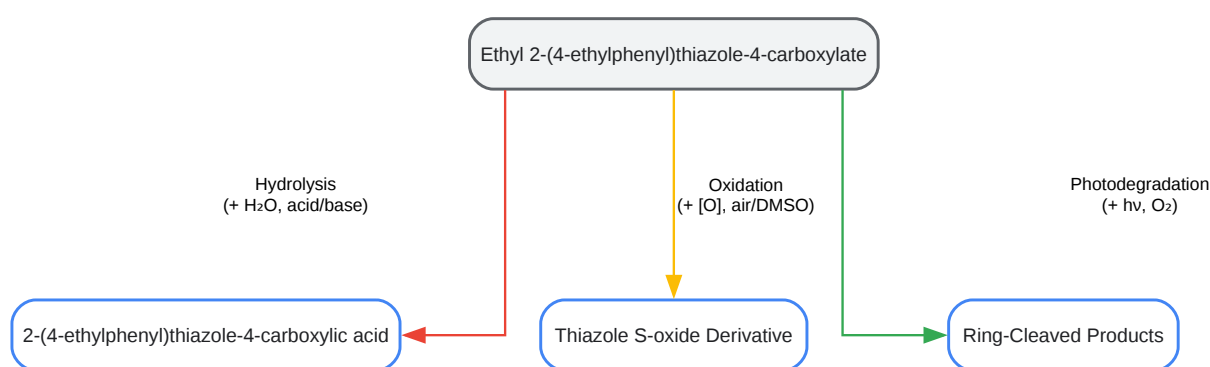 Ethyl 2-(4-ethylphenyl)thiazole-4-carboxylate
Hydrolysis
(+ H₂O, acid/base)
Oxidation
(+ [O], air/DMSO)
Photodegradation
(+ hν, O₂)
2-(4-ethylphenyl)thiazole-4-carboxylic acid
Thiazole S-oxide Derivative
Ring-Cleaved Products